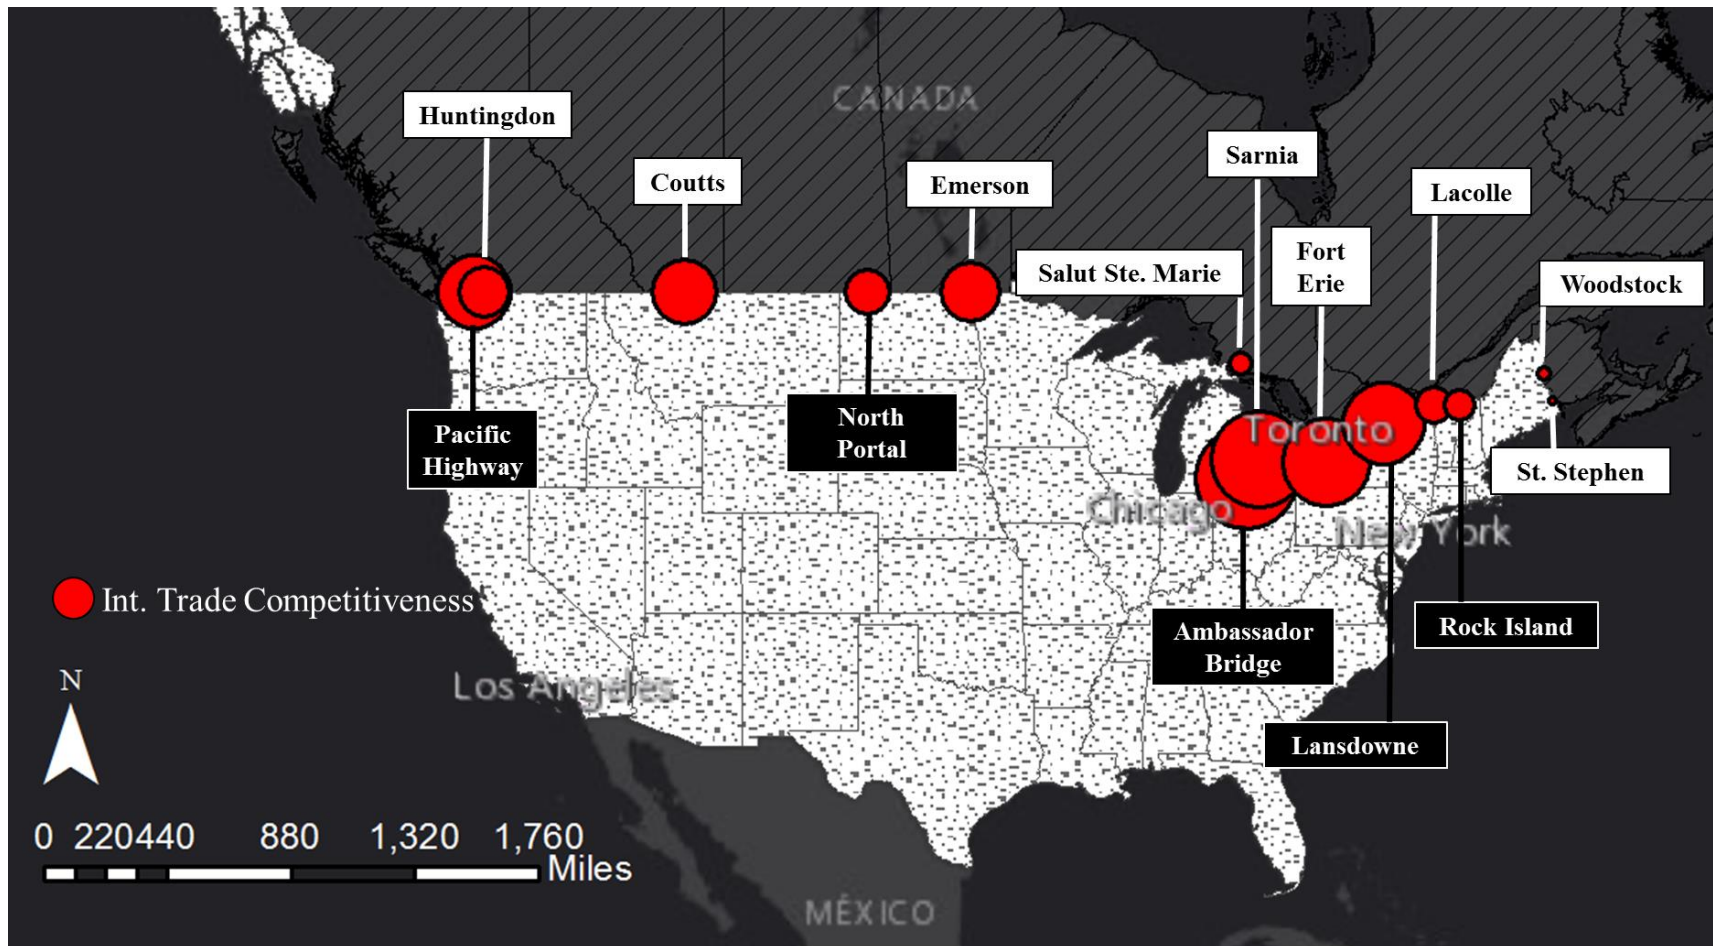 CANADA
Huntingdon
Coutts
Emerson
Sarnia
Lacolle
Fort
Erie
Salut Ste. Marie
Woodstock
North
Portal
Pacific
Highway
Toronto
St. Stephen
Chicago
New York
Int. Trade Competitiveness
Ambassador
Bridge
Rock Island
Los Angeles
N
Lansdowne
0 220 440 880 1,320 1,760
Miles
MÉXICO